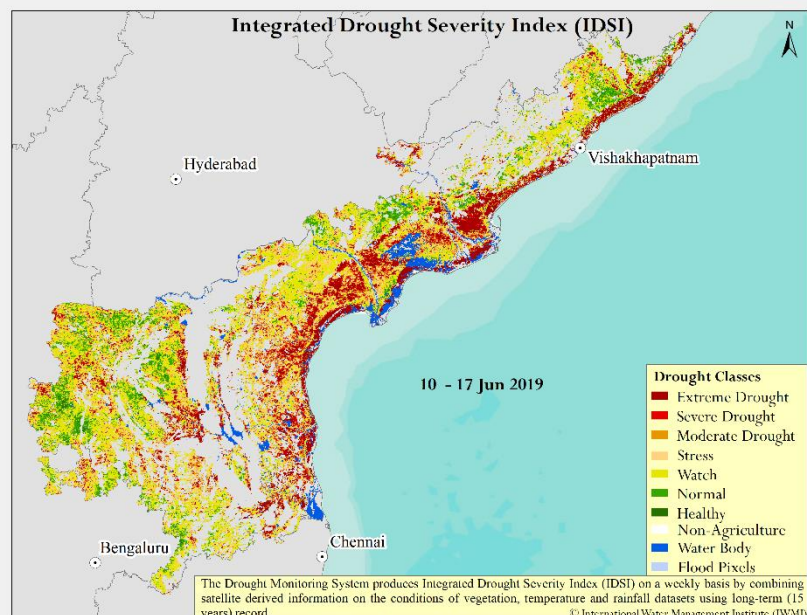 Integrated Drought Severity Index (IDSI)
N
Hyderabad
Vishakhapatnam
10 - 17 Jun 2019
Drought Classes
Extreme Drought
Severe Drought
Moderate Drought
Stress
Watch
Normal
Healthy
Non-Agriculture
Water Body
Flood Pixels
Bengaluru
Chennai
The Drought Monitoring System produces Integrated Drought Severity Index (IDSI) on a weekly basis by combining
satellite derived information on the conditions of vegetation, temperature and rainfall datasets using long-term (15
years) record
© International Water Management Institute (IWMI)